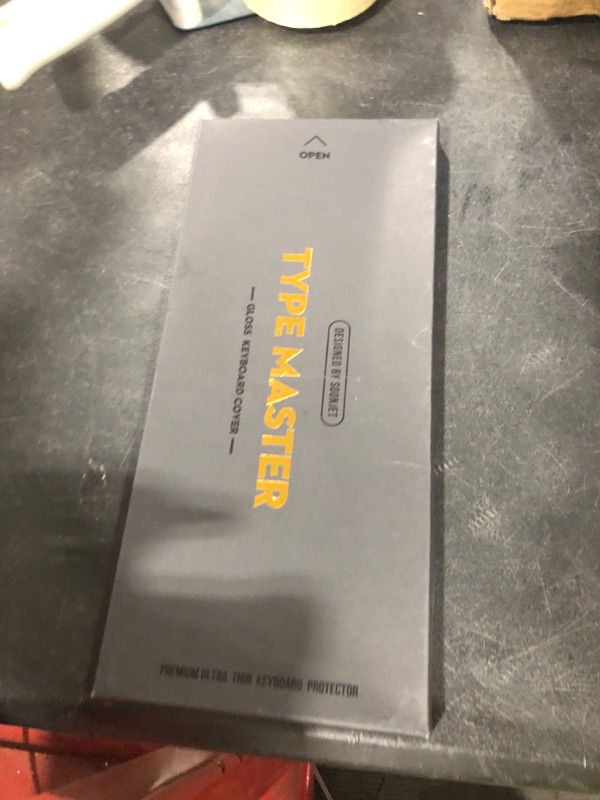 OPEN
DESIGNED BY SOONJET
TYPE MASTER
GLOSS KEYBOARD COVER
PREMIUM ULTRA THIN KEYBOARD PROTECTOR